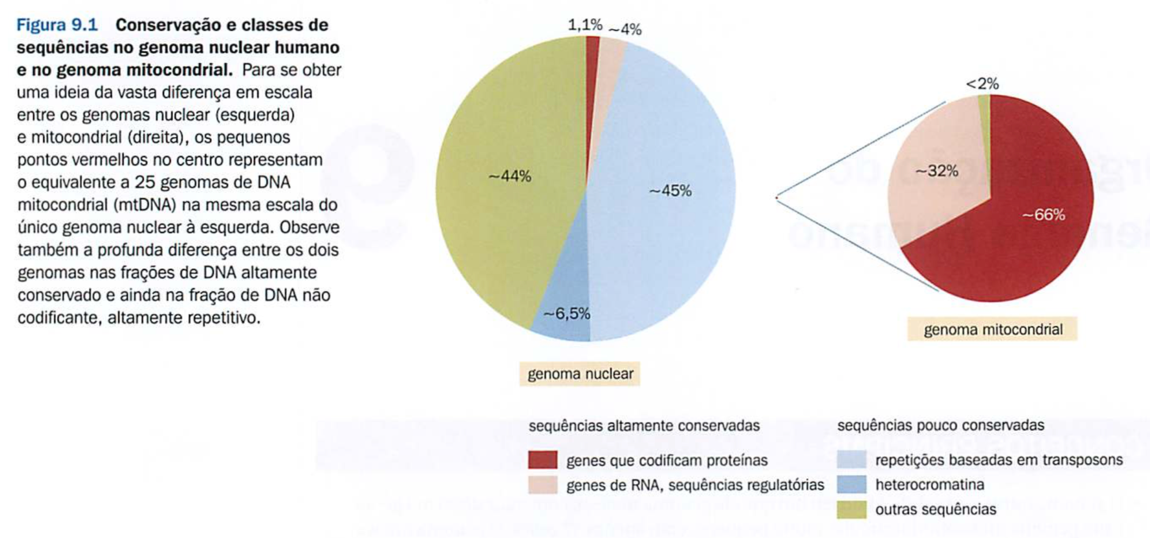 Figura 9.1 Conservação e classes de
sequências no genoma nuclear humano
e no genoma mitocondrial. Para se obter
uma ideia da vasta diferença em escala
entre os genomas nuclear (esquerda)
e mitocondrial (direita), os pequenos
pontos vermelhos no centro representam
o equivalente a 25 genomas de DNA
mitocondrial (mtDNA) na mesma escala do
único genoma nuclear à esquerda. Observe
também a profunda diferença entre os dois
genomas nas frações de DNA altamente
conservado e ainda na fração de DNA não
codificante, altamente repetitivo.
1,1% ~4%
~44%
~45%
~6,5%
genoma nuclear
<2%
~32%
~66%
genoma mitocondrial
sequências altamente conservadas
genes que codificam proteínas
genes de RNA, sequências regulatórias
sequências pouco conservadas
repetições baseadas em transposons
heterocromatina
outras sequências